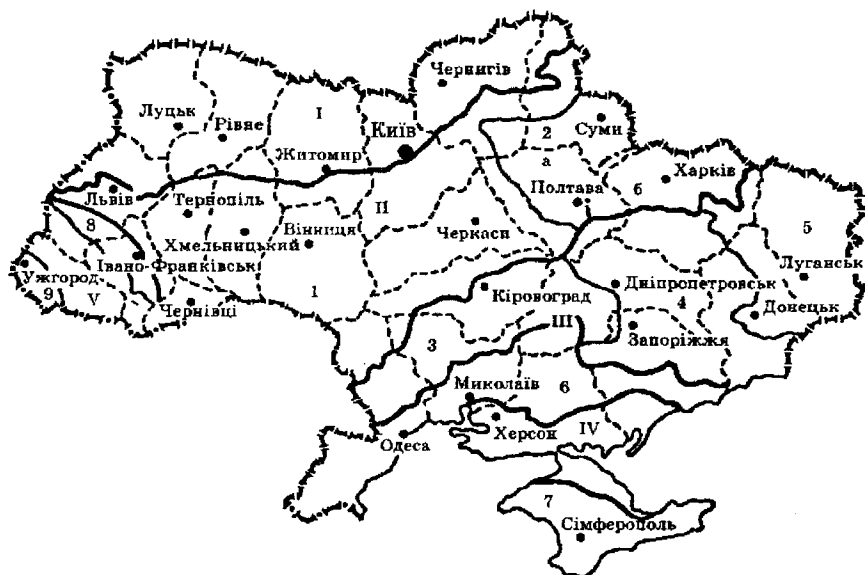 Чернигів
Луцьк
Рівне
I
Київ
2
Суми
Житомир
а
Харків
Полтава
б
Львів
Тернопіль
II
5
8
Хмельницький
Вінниця
Черкаси
Ужгород
Івано-Франківськ
Луганськ
9
V
Чернівці
1
Кіровоград
Дніпропетровськ
4
Донецьк
III
Запоріжжя
3
Миколаїв
6
Одеса
Херсон
IV
7
Сімферополь